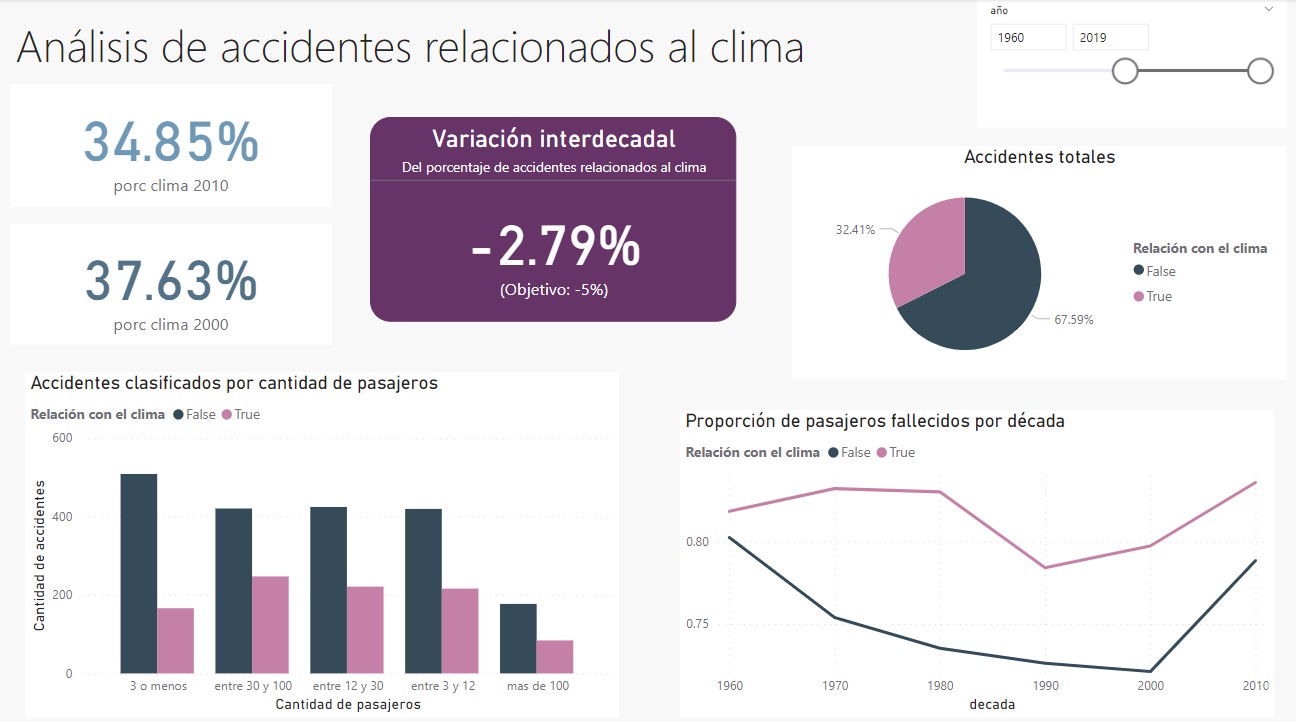 Análisis de accidentes relacionados al clima
año
1960 2019
34.85%
porc clima 2010
37.63%
porc clima 2000
Variación interdecadal
Del porcentaje de accidentes relacionados al clima
-2.79%
(Objetivo: -5%)
Accidentes totales
32.41%
67.59%
Relación con el clima
False
True
Accidentes clasificados por cantidad de pasajeros
Relación con el clima False True
Cantidad de accidentes
600
400
200
0
3 o menos entre 30 y 100 entre 12 y 30 entre 3 y 12 mas de 100
Cantidad de pasajeros
Proporción de pasajeros fallecidos por década
Relación con el clima False True
0.80
0.75
1960 1970 1980 1990 2000 2010
decada